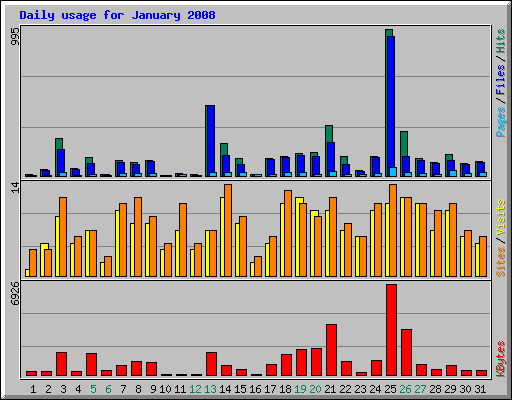 Daily usage for January 2008
995
Pages / Files / Hits
14
Sites / Visits
6926
KBytes
1 2 3 4 5 6 7 8 9 10 11 12 13 14 15 16 17 18 19 20 21 22 23 24 25 26 27 28 29 30 31